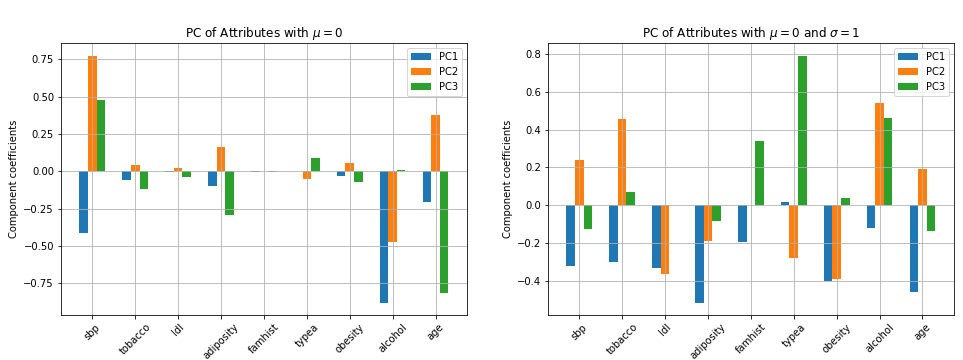 PC of Attributes with μ = 0
Component coefficients
0.75
0.50
0.25
0.00
−0.25
−0.50
−0.75
PC1
PC2
PC3
sbp
tobacco
ldl
adiposity
famhist
typea
obesity
alcohol
age
PC of Attributes with μ = 0 and σ = 1
Component coefficients
0.8
0.6
0.4
0.2
0.0
−0.2
−0.4
PC1
PC2
PC3
sbp
tobacco
ldl
adiposity
famhist
typea
obesity
alcohol
age